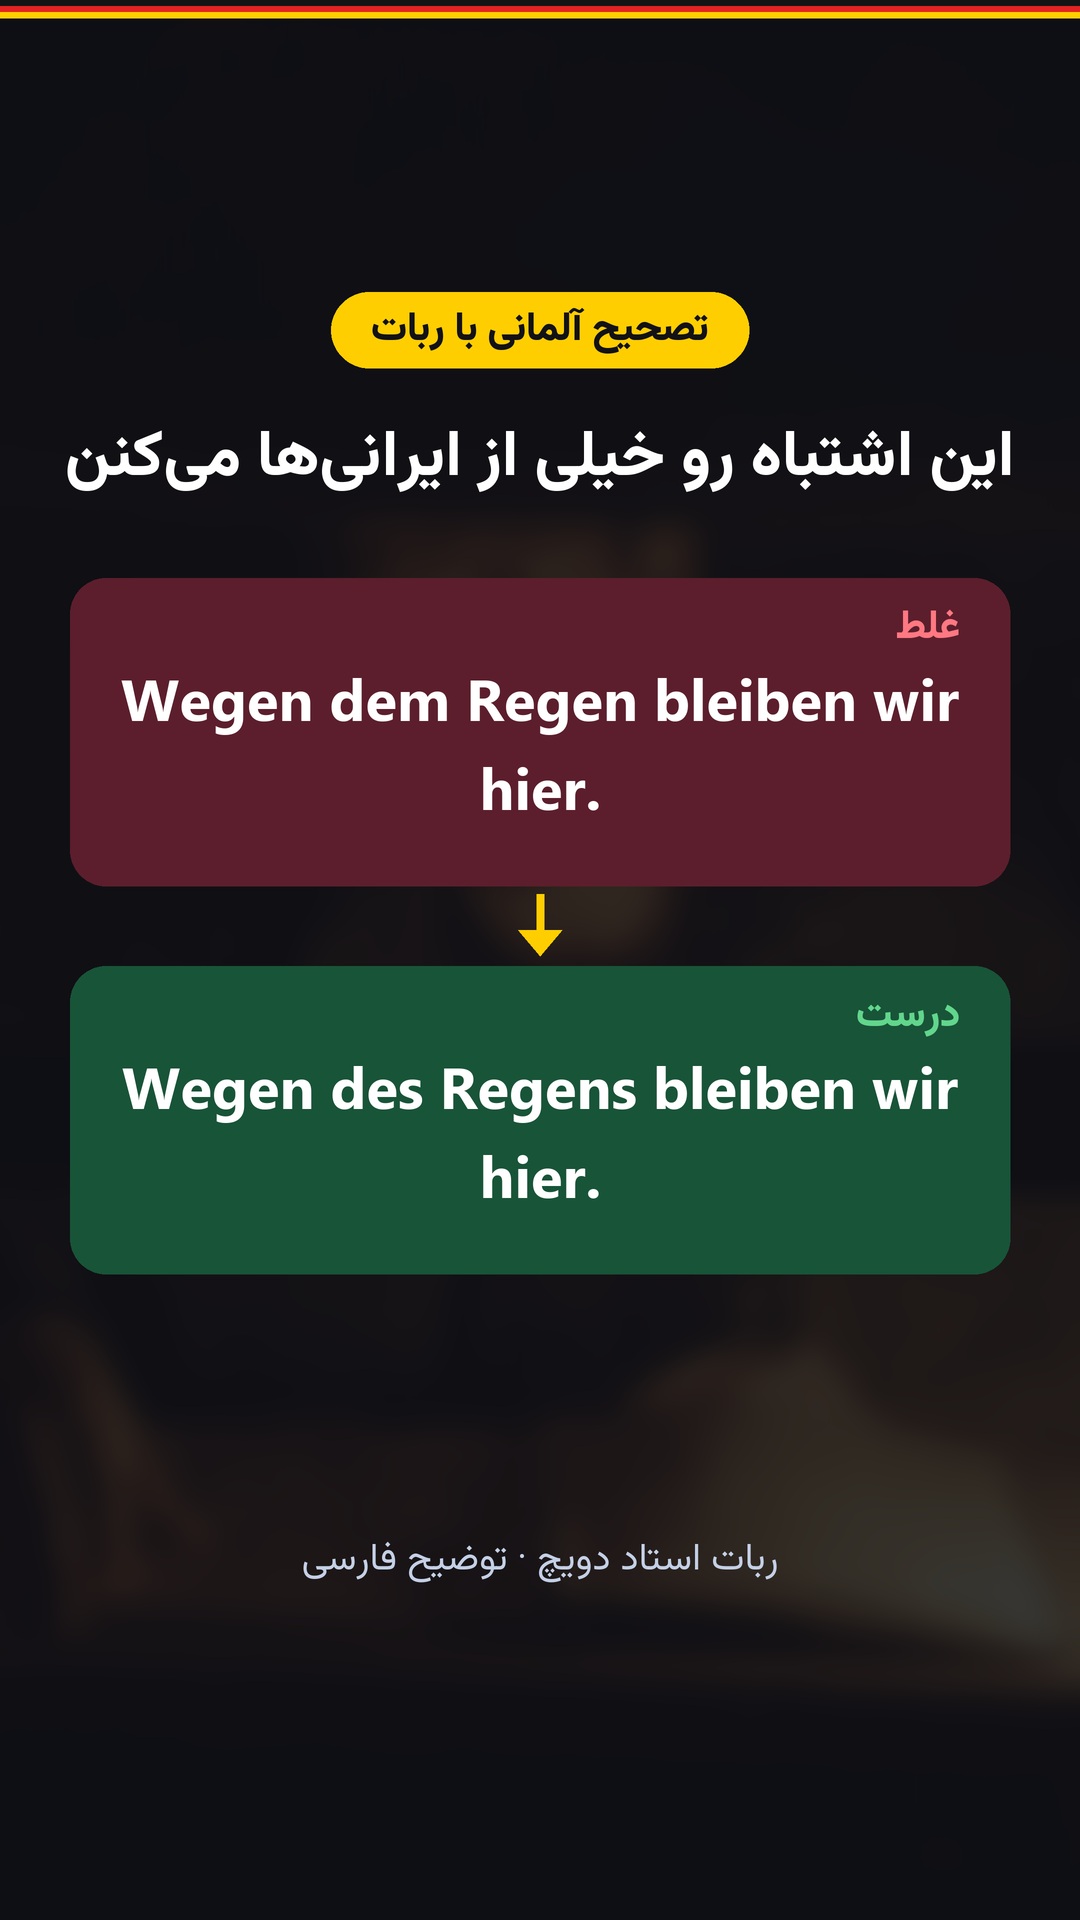 تصحیح آلمانی با ربات
این اشتباه رو خیلی از ایرانی‌ها می‌کنن
غلط
Wegen dem Regen bleiben wir
hier.
درست
Wegen des Regens bleiben wir
hier.
ربات استاد دویچ · توضیح فارسی